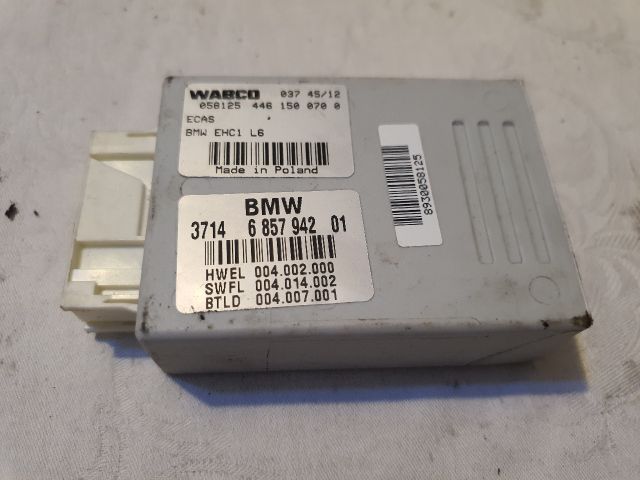 WABCO 037 45/12
058125 446 150 070 0
ECAS
BMW EHC1 L6
Made in Poland
BMW
3714 6 857 942 01
HWEL 004.002.000
SWFL 004.014.002
BTLD 004.007.001
8930058125